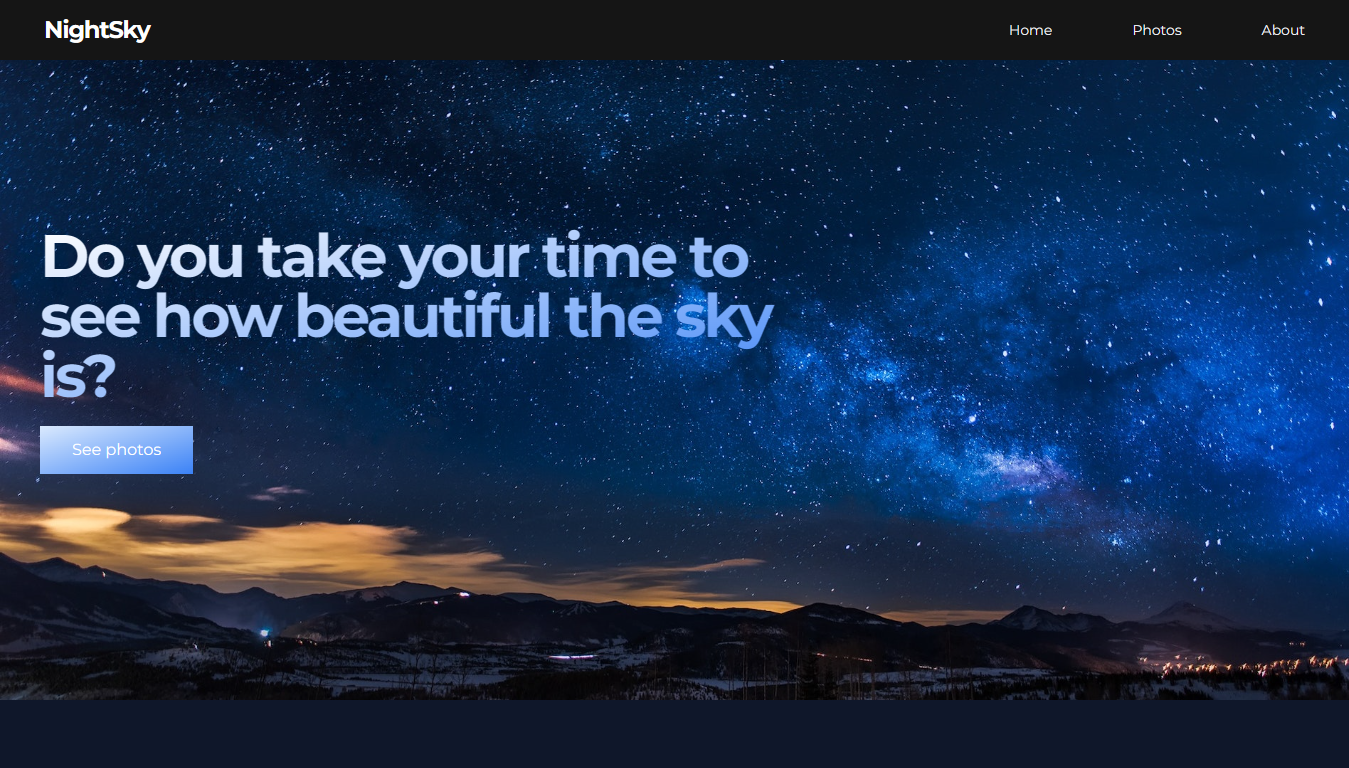 NightSky
Home
Photos
About
Do you take your time to
see how beautiful the sky
is?
See photos